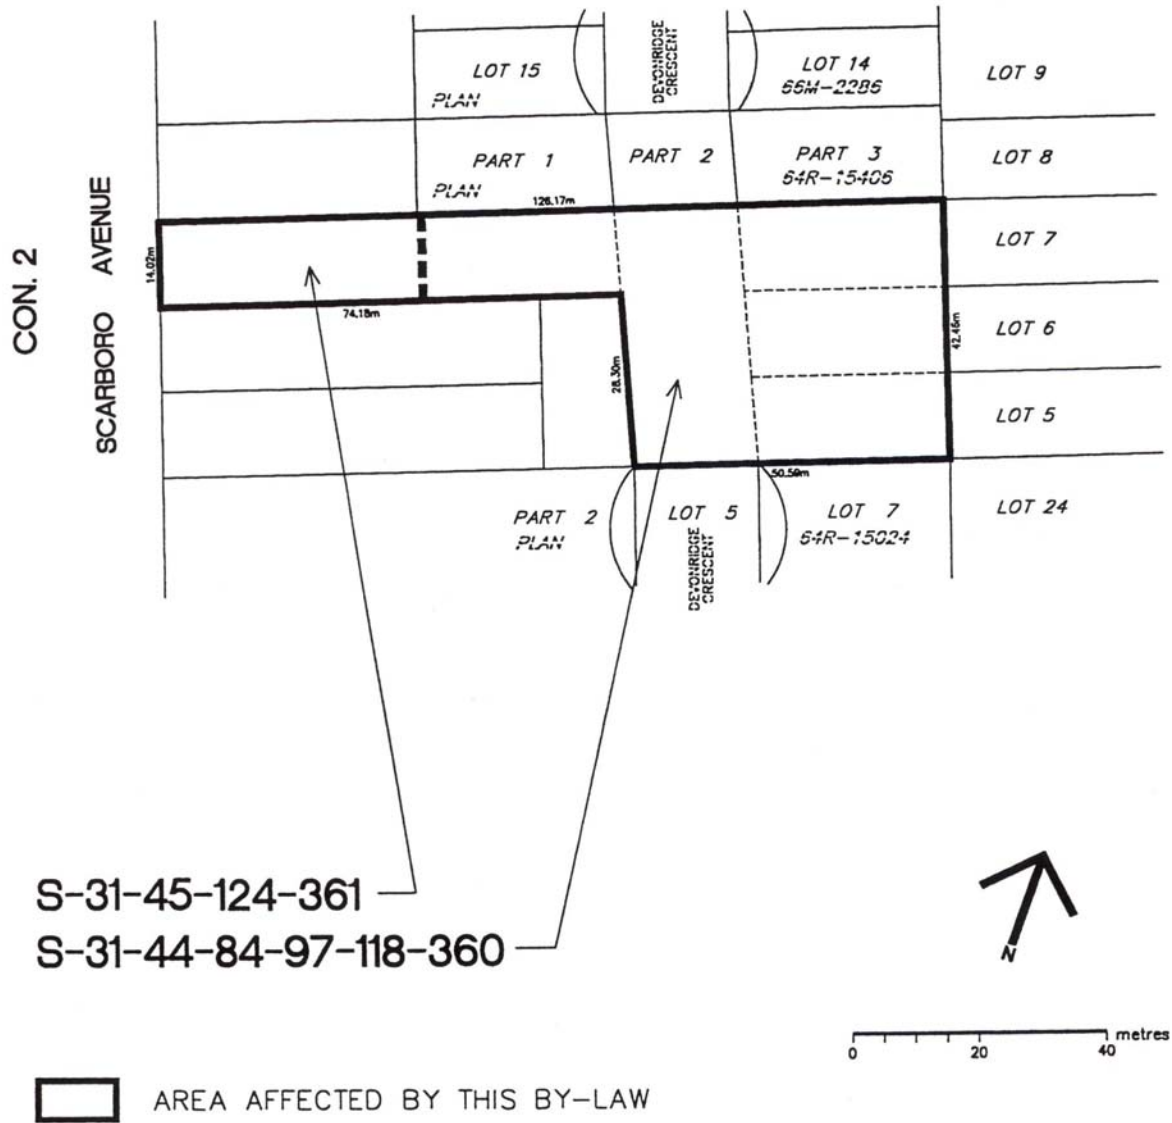 DEVONRIDGE
CRESCENT
LOT 15
PLAN
LOT 14
66M-2286
LOT 9
PART 1
PLAN
PART 2
PART 3
64R-15406
LOT 8
126.17m
CON. 2
SCARBORO AVENUE
14.02m
74.18m
28.30m
42.46m
50.59m
LOT 7
LOT 6
LOT 5
PART 2
PLAN
LOT 5
LOT 7
64R-15024
LOT 24
DEVONRIDGE
CRESCENT
S-31-45-124-361
S-31-44-84-97-118-360
N
metres
0 20 40
AREA AFFECTED BY THIS BY-LAW